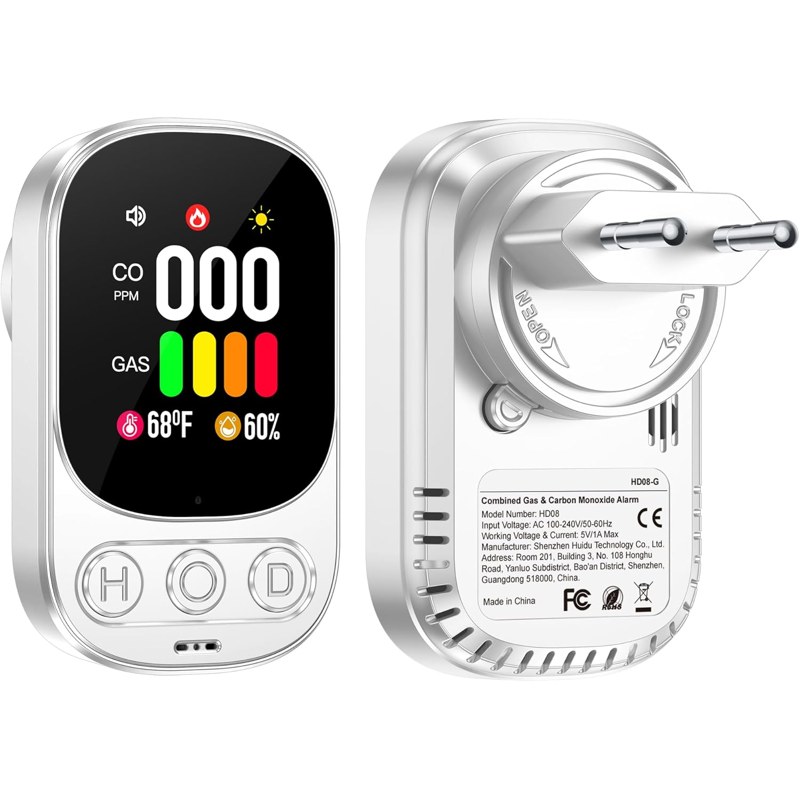 CO
PPM
000
GAS
68⁰F
60%
H O D
OPEN
LOCK
HD08-G
Combined Gas & Carbon Monoxide Alarm
Model Number: HD08
Input Voltage: AC 100-240V/50-60Hz
Working Voltage & Current: 5V/1A Max
Manufacturer: Shenzhen Huidu Technology Co., Ltd.
Address: Room 201, Building 3, No. 108 Honghu
Road, Yanluo Subdistrict, Bao'an District, Shenzhen,
Guangdong 518000, China.
CE
Made in China
FC
RoHS